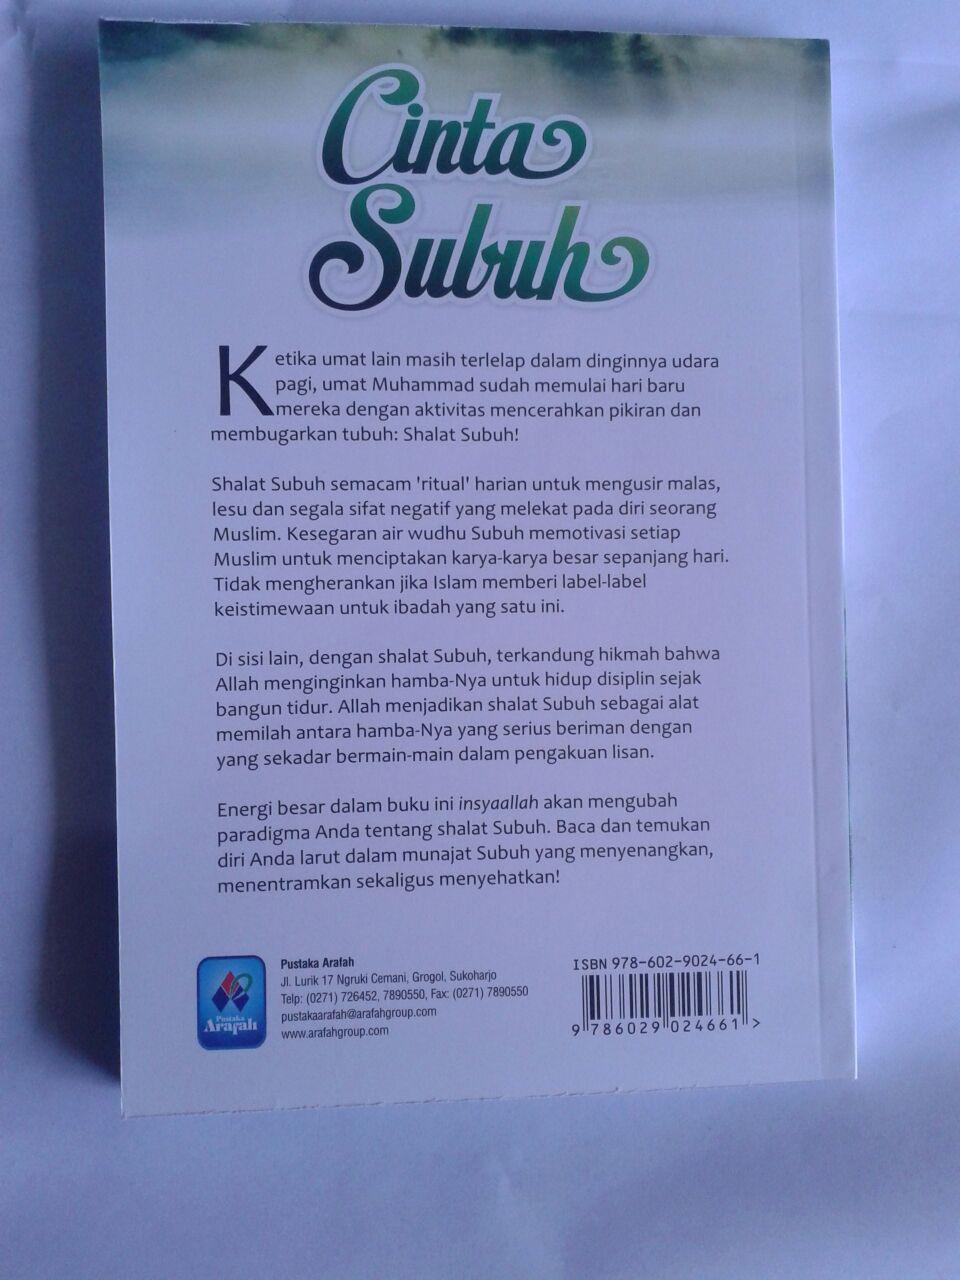 Cinta
Subuh
Ketika umat lain masih terlelap dalam dinginnya udara
pagi, umat Muhammad sudah memulai hari baru
mereka dengan aktivitas mencerahkan pikiran dan
membugarkan tubuh: Shalat Subuh!
Shalat Subuh semacam 'ritual' harian untuk mengusir malas,
lesu dan segala sifat negatif yang melekat pada diri seorang
Muslim. Kesegaran air wudhu Subuh memotivasi setiap
Muslim untuk menciptakan karya-karya besar sepanjang hari.
Tidak mengherankan jika Islam memberi label-label
keistimewaan untuk ibadah yang satu ini.
Di sisi lain, dengan shalat Subuh, terkandung hikmah bahwa
Allah menginginkan hamba-Nya untuk hidup disiplin sejak
bangun tidur. Allah menjadikan shalat Subuh sebagai alat
memilah antara hamba-Nya yang serius beriman dengan
yang sekadar bermain-main dalam pengakuan lisan.
Energi besar dalam buku ini insyaallah akan mengubah
paradigma Anda tentang shalat Subuh. Baca dan temukan
diri Anda larut dalam munajat Subuh yang menyenangkan,
menentramkan sekaligus menyehatkan!
Pustaka
Arafah
Pustaka Arafah
Jl. Lurik 17 Ngruki Cemani, Grogol, Sukoharjo
Telp: (0271) 726452, 7890550, Fax: (0271) 7890550
pustakaarafah@arafahgroup.com
www.arafahgroup.com
ISBN 978-602-9024-66-1
9 786029 024661 >